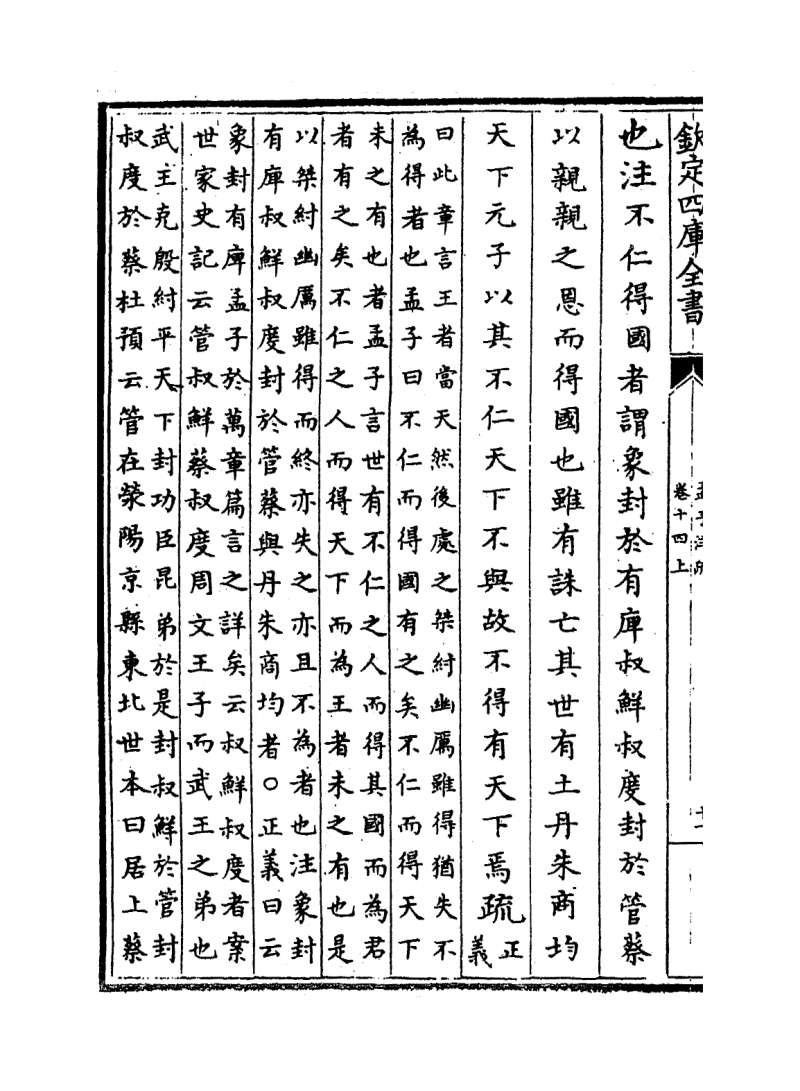 欽定四庫全書
卷十四上
也注不仁得國者謂象封於有庳叔鮮叔度封於管蔡
以親親之恩而得國也雖有誅亡其世有土丹朱商均
天下元子以其不仁天下不與故不得有天下焉疏正義
曰此章言王者當天然後處之桀紂幽厲雖得猶失不
為得者也孟子曰不仁而得國有之矣不仁而得天下
未之有也者孟子言世有不仁之人而得其國而為君
者有之矣不仁之人而得天下而為王者未之有也是
以桀紂幽厲雖得而終亦失之亦且不為者也注象封
有庳叔鮮叔度封於管蔡與丹朱商均者○正義曰云
象封有庳孟子於萬章篇言之詳矣云叔鮮叔度者案
世家史記云管叔鮮蔡叔度周文王子而武王之弟也
武王克殷紂平天下封功臣昆弟於是封叔鮮於管封
叔度於蔡杜預云管在滎陽京縣東北世本曰居上蔡